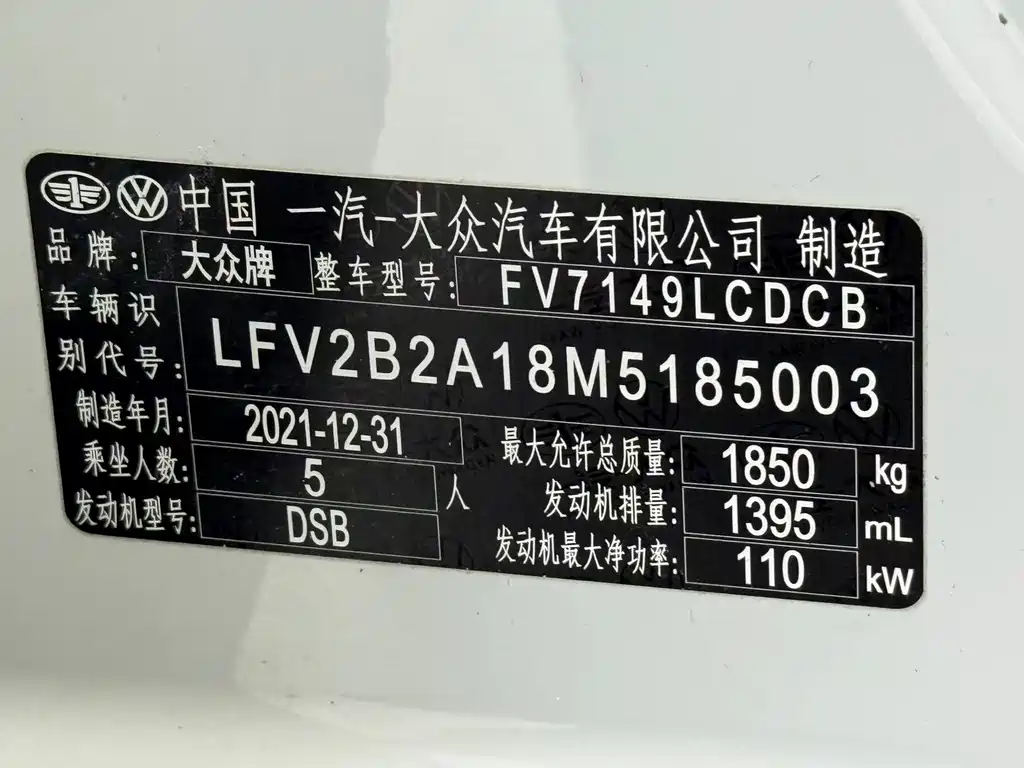 中国 一汽-大众汽车有限公司 制造
品牌: 大众牌 整车型号: FV7149LCDCB
车辆识别代号: LFV2B2A18M5185003
制造年月: 2021-12-31
乘坐人数: 5 人
发动机型号: DSB
最大允许总质量: 1850 kg
发动机排量: 1395 mL
发动机最大净功率: 110 kW